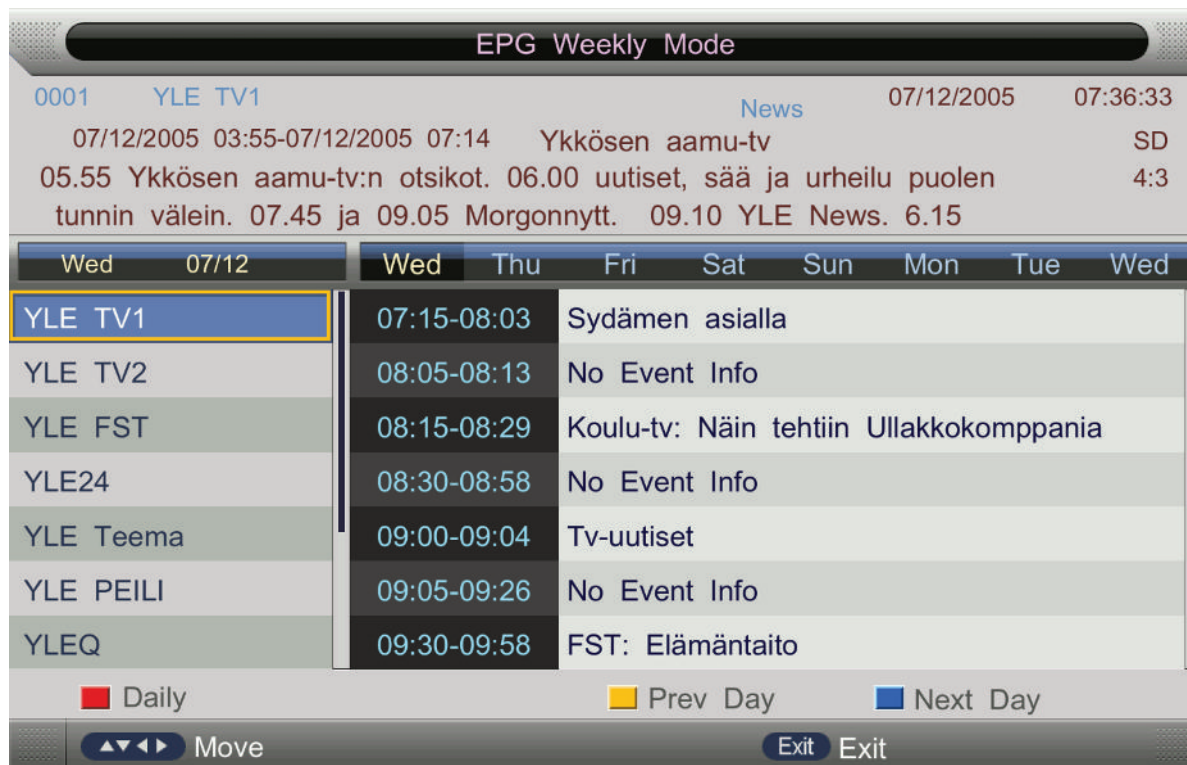 EPG Weekly Mode
0001 YLE TV1 News 07/12/2005 07:36:33
07/12/2005 03:55-07/12/2005 07:14 Ykkösen aamu-tv SD
05.55 Ykkösen aamu-tv:n otsikot. 06.00 uutiset, sää ja urheilu puolen 4:3
tunnin välein. 07.45 ja 09.05 Morgonnytt. 09.10 YLE News. 6.15
Wed 07/12 Wed Thu Fri Sat Sun Mon Tue Wed
YLE TV1 07:15-08:03 Sydämen asialla
YLE TV2 08:05-08:13 No Event Info
YLE FST 08:15-08:29 Koulu-tv: Näin tehtiin Ullakkokomppania
YLE24 08:30-08:58 No Event Info
YLE Teema 09:00-09:04 Tv-uutiset
YLE PEILI 09:05-09:26 No Event Info
YLEQ 09:30-09:58 FST: Elämäntaito
Daily Prev Day Next Day
Move Exit Exit